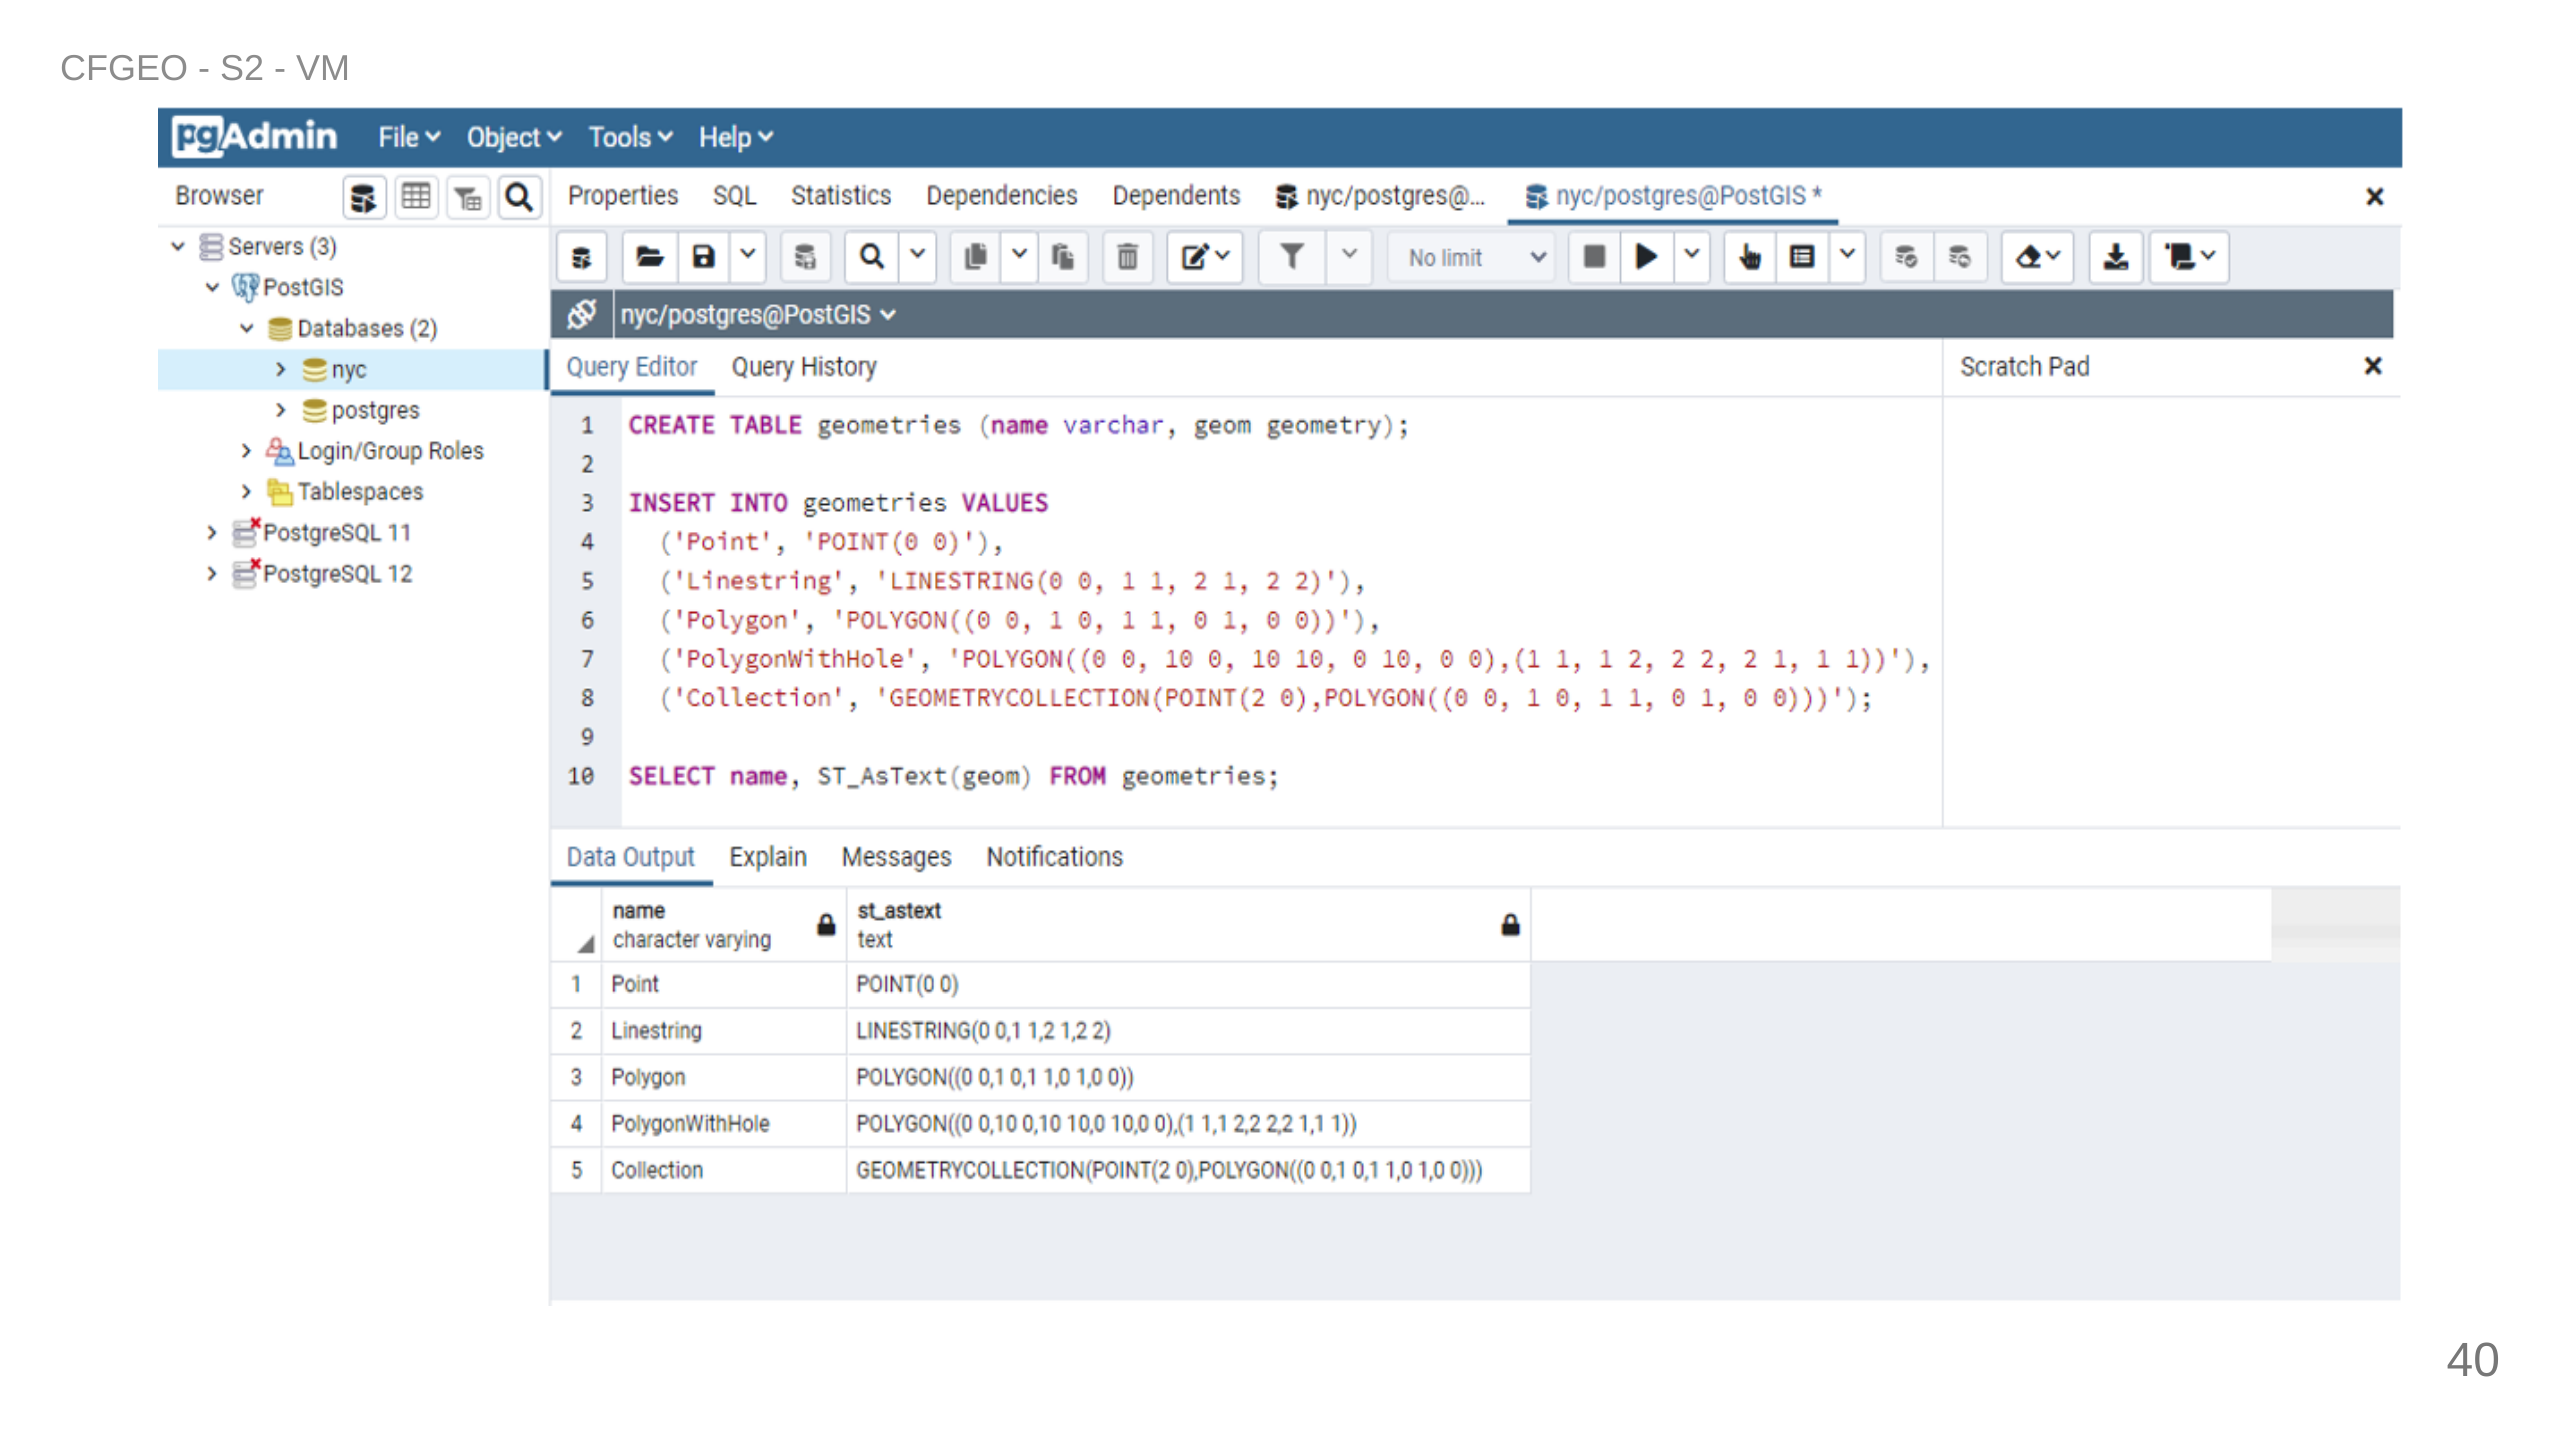 CFGEO - S2 - VM
pgAdmin File Object Tools Help
Browser Properties SQL Statistics Dependencies Dependents nyc/postgres@... nyc/postgres@PostGIS *
Servers (3)
PostGIS
Databases (2)
nyc
postgres
Login/Group Roles
Tablespaces
PostgreSQL 11
PostgreSQL 12
No limit
nyc/postgres@PostGIS
Query Editor Query History Scratch Pad
1 CREATE TABLE geometries (name varchar, geom geometry);
2
3 INSERT INTO geometries VALUES
4 ('Point', 'POINT(0 0)'),
5 ('Linestring', 'LINESTRING(0 0, 1 1, 2 1, 2 2)'),
6 ('Polygon', 'POLYGON((0 0, 1 0, 1 1, 0 1, 0 0))'),
7 ('PolygonWithHole', 'POLYGON((0 0, 10 0, 10 10, 0 10, 0 0),(1 1, 1 2, 2 2, 2 1, 1 1))'),
8 ('Collection', 'GEOMETRYCOLLECTION(POINT(2 0),POLYGON((0 0, 1 0, 1 1, 0 1, 0 0)))');
9
10 SELECT name, ST_AsText(geom) FROM geometries;
Data Output Explain Messages Notifications
name st_astext
character varying text
1 Point POINT(0 0)
2 Linestring LINESTRING(0 0,1 1,2 1,2 2)
3 Polygon POLYGON((0 0,1 0,1 1,0 1,0 0))
4 PolygonWithHole POLYGON((0 0,10 0,10 10,0 10,0 0),(1 1,1 2,2 2,2 1,1 1))
5 Collection GEOMETRYCOLLECTION(POINT(2 0),POLYGON((0 0,1 0,1 1,0 1,0 0)))
40